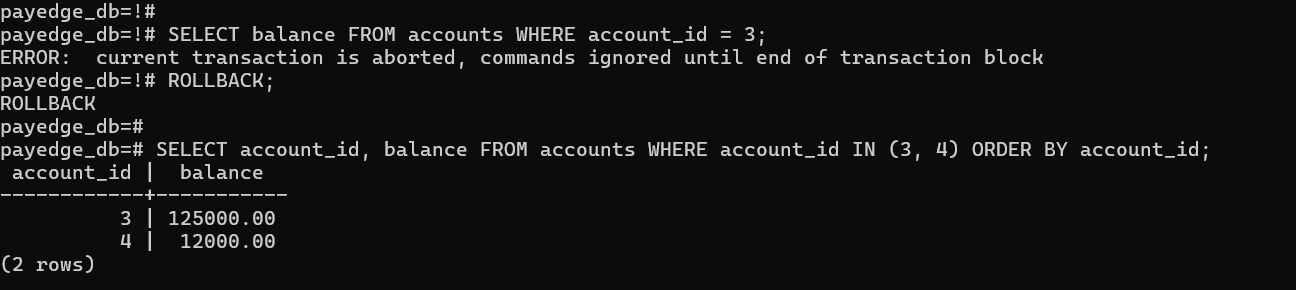 payedge_db=!#
payedge_db=!# SELECT balance FROM accounts WHERE account_id = 3;
ERROR:  current transaction is aborted, commands ignored until end of transaction block
payedge_db=!# ROLLBACK;
ROLLBACK
payedge_db=#
payedge_db=# SELECT account_id, balance FROM accounts WHERE account_id IN (3, 4) ORDER BY account_id;
 account_id |  balance
------------+-----------
          3 | 125000.00
          4 |  12000.00
(2 rows)